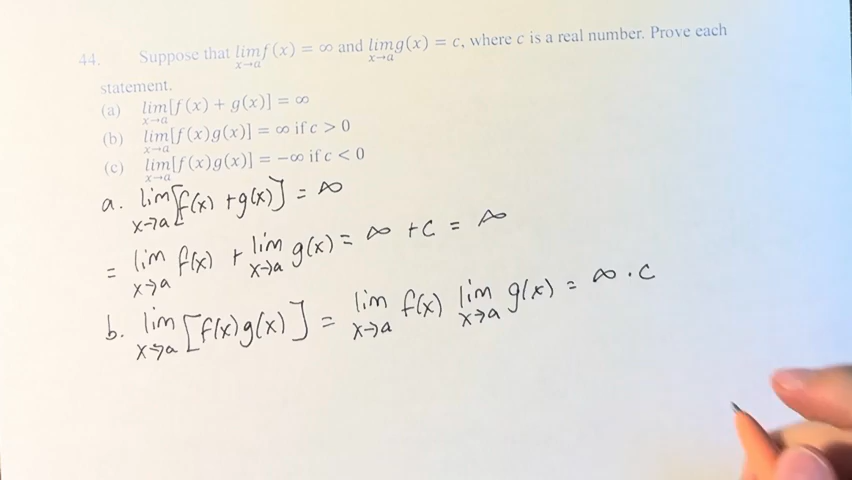 44. Suppose that lim f(x) = ∞ and lim g(x) = c, where c is a real number. Prove each
x→a x→a
statement.
(a) lim[f(x) + g(x)] = ∞
x→a
(b) lim[f(x)g(x)] = ∞ if c > 0
x→a
(c) lim[f(x)g(x)] = -∞ if c < 0
x→a
a. lim [f(x) + g(x)] = ∞
x→a
= lim f(x) + lim g(x) = ∞ + c = ∞
x→a x→a
b. lim [f(x)g(x)] = lim f(x) lim g(x) = ∞ · c
x→a x→a x→a